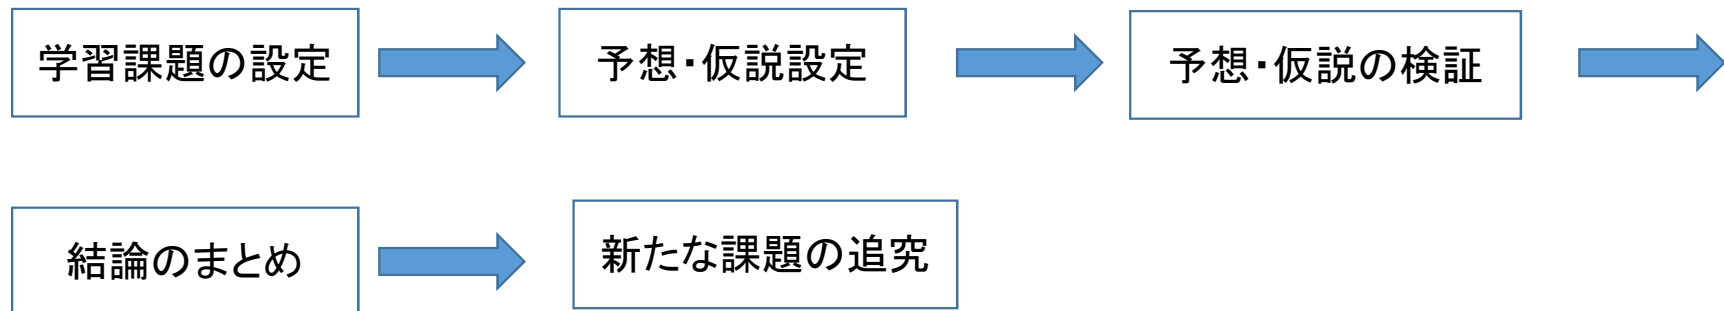 学習課題の設定
予想・仮説設定
予想・仮説の検証
結論のまとめ
新たな課題の追究